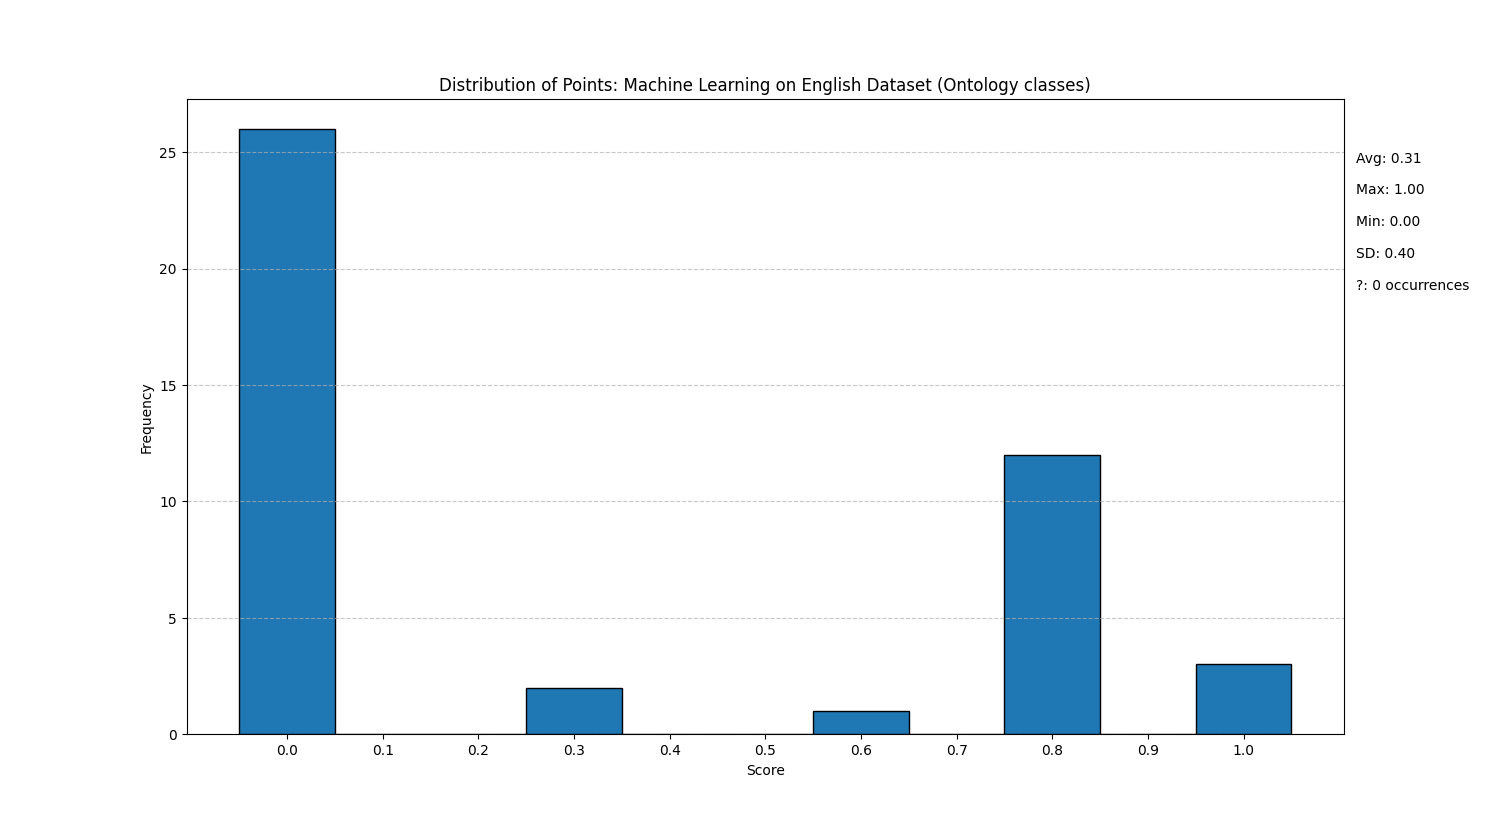 Distribution of Points: Machine Learning on English Dataset (Ontology classes)
Frequency
25
20
15
10
5
0
0.0 0.1 0.2 0.3 0.4 0.5 0.6 0.7 0.8 0.9 1.0
Score
Avg: 0.31
Max: 1.00
Min: 0.00
SD: 0.40
?: 0 occurrences